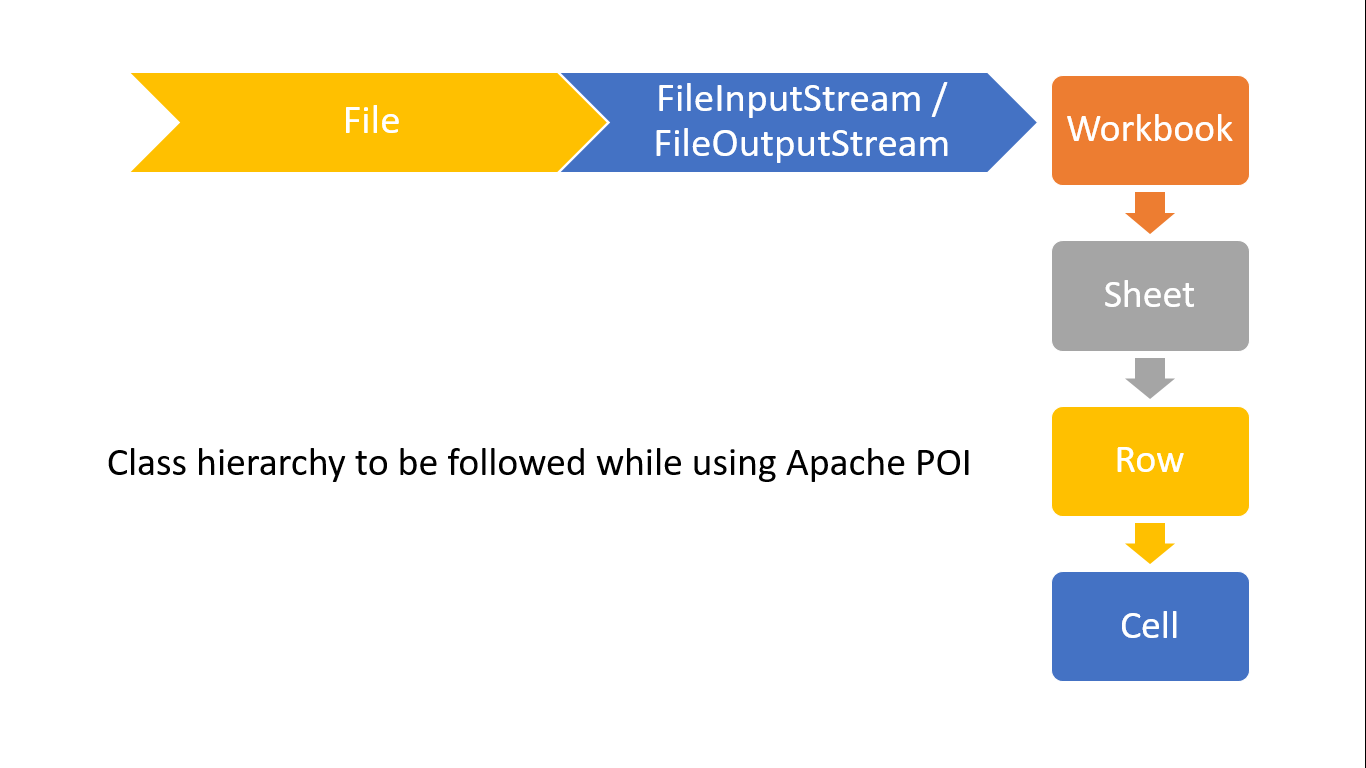 File
FileInputStream /
FileOutputStream
Workbook
Sheet
Row
Cell
Class hierarchy to be followed while using Apache POI